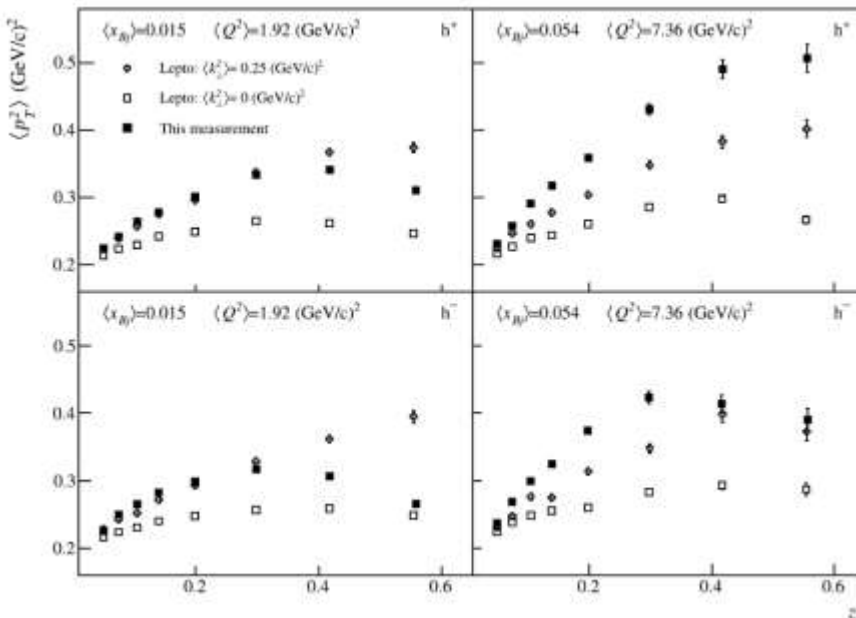 ⟨x_Bj⟩=0.015 ⟨Q²⟩=1.92 (GeV/c)² h⁺
⟨x_Bj⟩=0.054 ⟨Q²⟩=7.36 (GeV/c)² h⁺
Lepto: ⟨k²⊥⟩= 0.25 (GeV/c)²
Lepto: ⟨k²⊥⟩= 0 (GeV/c)²
This measurement
⟨p_T²⟩ (GeV/c)²
0.5
0.4
0.3
0.2
⟨x_Bj⟩=0.015 ⟨Q²⟩=1.92 (GeV/c)² h⁻
⟨x_Bj⟩=0.054 ⟨Q²⟩=7.36 (GeV/c)² h⁻
0.5
0.4
0.3
0.2
0.2 0.4 0.6 0.2 0.4 0.6
z